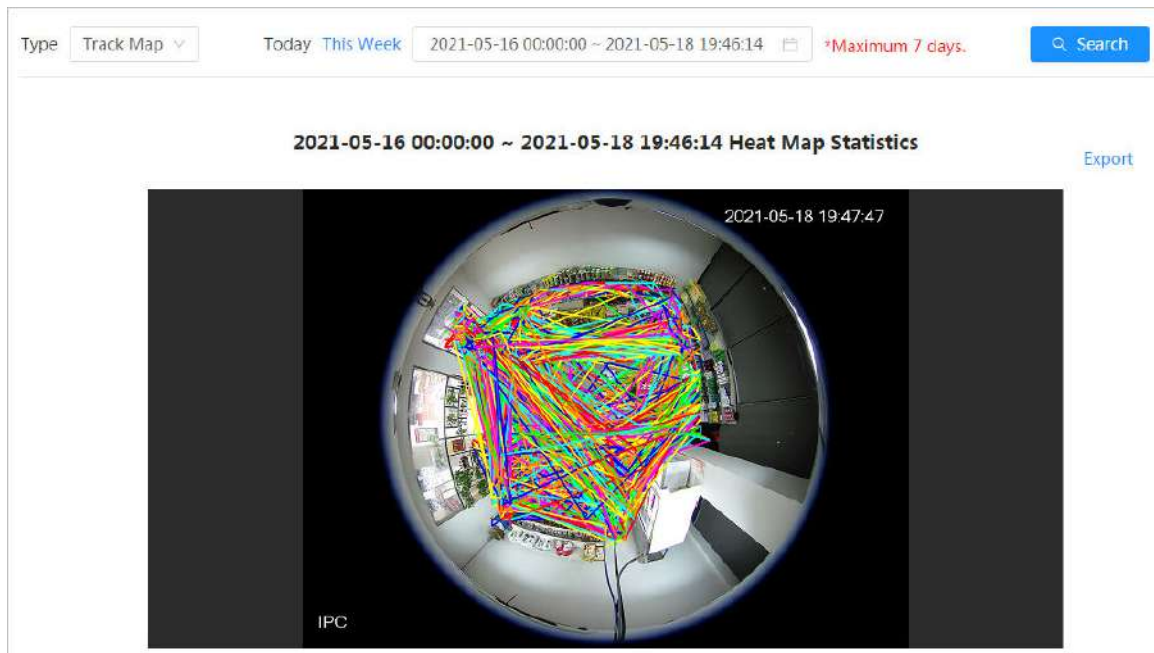 Type Track Map Today This Week 2021-05-16 00:00:00 ~ 2021-05-18 19:46:14 *Maximum 7 days. Search
2021-05-16 00:00:00 ~ 2021-05-18 19:46:14 Heat Map Statistics
Export
2021-05-18 19:47:47
IPC